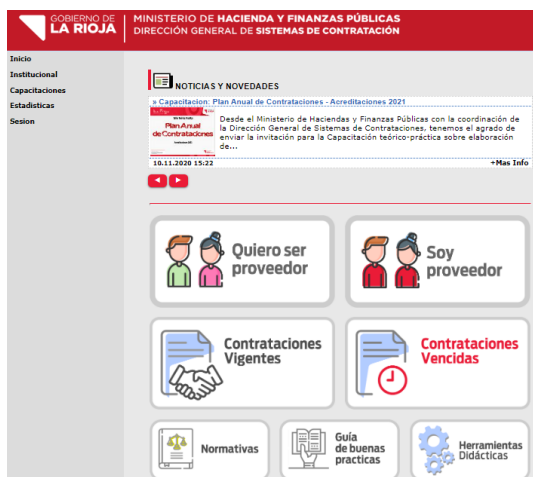 GOBIERNO DE
LA RIOJA
MINISTERIO DE HACIENDA Y FINANZAS PÚBLICAS
DIRECCIÓN GENERAL DE SISTEMAS DE CONTRATACIÓN
Inicio
Institucional
Capacitaciones
Estadisticas
Sesion
NOTICIAS Y NOVEDADES
» Capacitacion: Plan Anual de Contrataciones - Acreditaciones 2021
Plan Anual
de Contrataciones
Desde el Ministerio de Haciendas y Finanzas Públicas con la coordinación de
la Dirección General de Sistemas de Contrataciones, tenemos el agrado de
enviar la invitación para la Capacitación teórico-práctica sobre elaboración
de...
10.11.2020 15:22
+Mas Info
Quiero ser
proveedor
Soy
proveedor
Contrataciones
Vigentes
Contrataciones
Vencidas
Normativas
Guía
de buenas
practicas
Herramientas
Didácticas